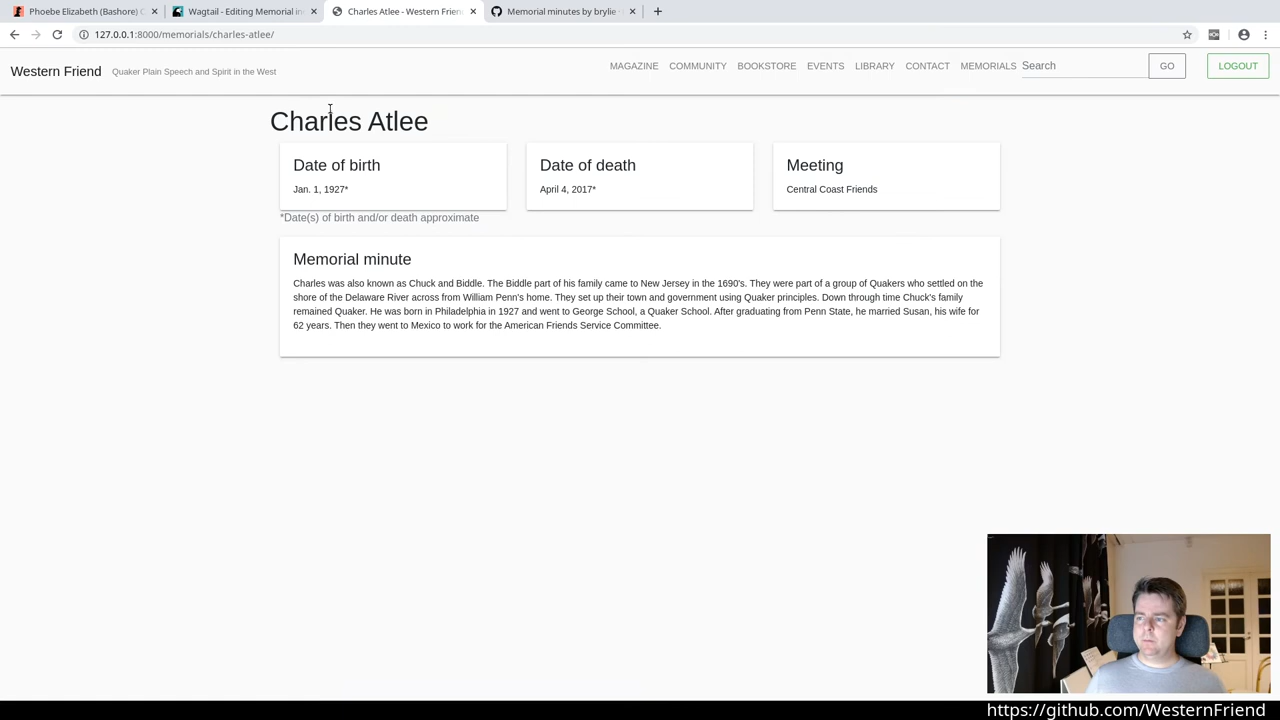 Phoebe Elizabeth (Bashore) C
Wagtail - Editing Memorial in
Charles Atlee - Western Frien
Memorial minutes by brylie
127.0.0.1:8000/memorials/charles-atlee/
Western Friend
Quaker Plain Speech and Spirit in the West
MAGAZINE
COMMUNITY
BOOKSTORE
EVENTS
LIBRARY
CONTACT
MEMORIALS
Search
GO
LOGOUT
Charles Atlee
Date of birth
Jan. 1, 1927*
Date of death
April 4, 2017*
Meeting
Central Coast Friends
*Date(s) of birth and/or death approximate
Memorial minute
Charles was also known as Chuck and Biddle. The Biddle part of his family came to New Jersey in the 1690's. They were part of a group of Quakers who settled on the
shore of the Delaware River across from William Penn's home. They set up their town and government using Quaker principles. Down through time Chuck's family
remained Quaker. He was born in Philadelphia in 1927 and went to George School, a Quaker School. After graduating from Penn State, he married Susan, his wife for
62 years. Then they went to Mexico to work for the American Friends Service Committee.
https://github.com/WesternFriend